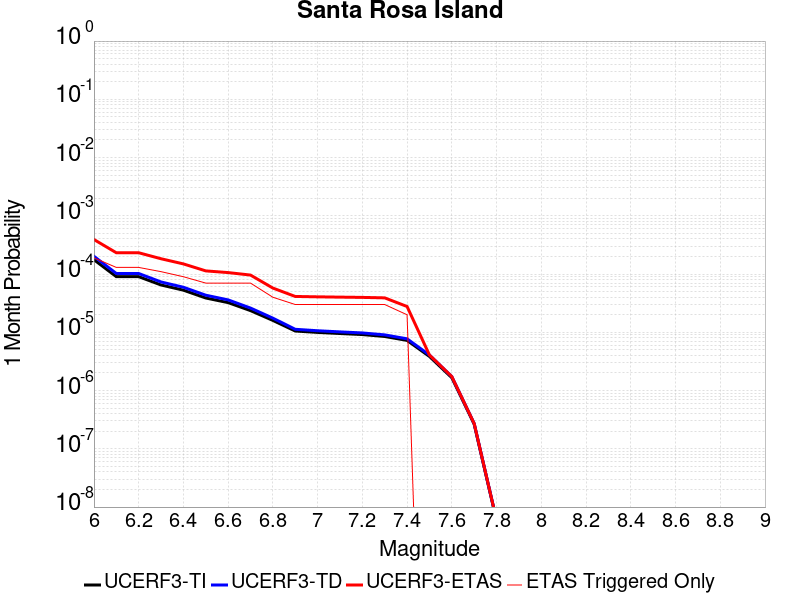 Santa Rosa Island
10^0
10^-1
10^-2
10^-3
10^-4
10^-5
10^-6
10^-7
10^-8
1 Month Probability
6 6.2 6.4 6.6 6.8 7 7.2 7.4 7.6 7.8 8 8.2 8.4 8.6 8.8 9
Magnitude
UCERF3-TI UCERF3-TD UCERF3-ETAS ETAS Triggered Only